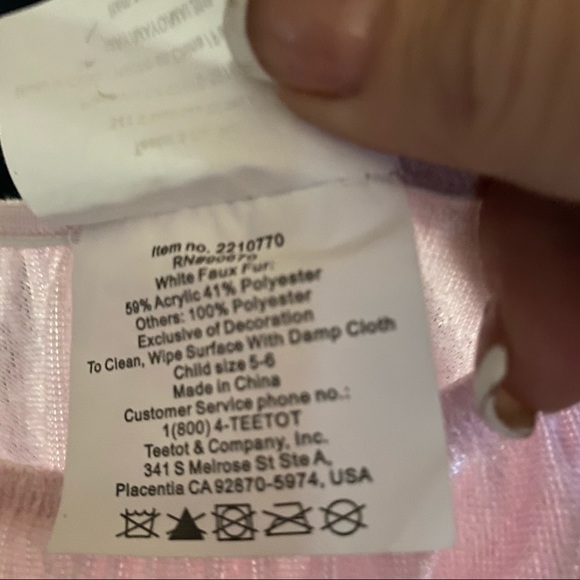 Item no. 2210770
White Faux Fur:
59% Acrylic 41% Polyester
Others: 100% Polyester
Exclusive of Decoration
To Clean, Wipe Surface With Damp Cloth
Child size 5-6
Made in China
Customer Service phone no.:
1(800) 4-TEETOT
Teetot & Company, Inc.
341 S Melrose St Ste A,
Placentia CA 92870-5974, USA